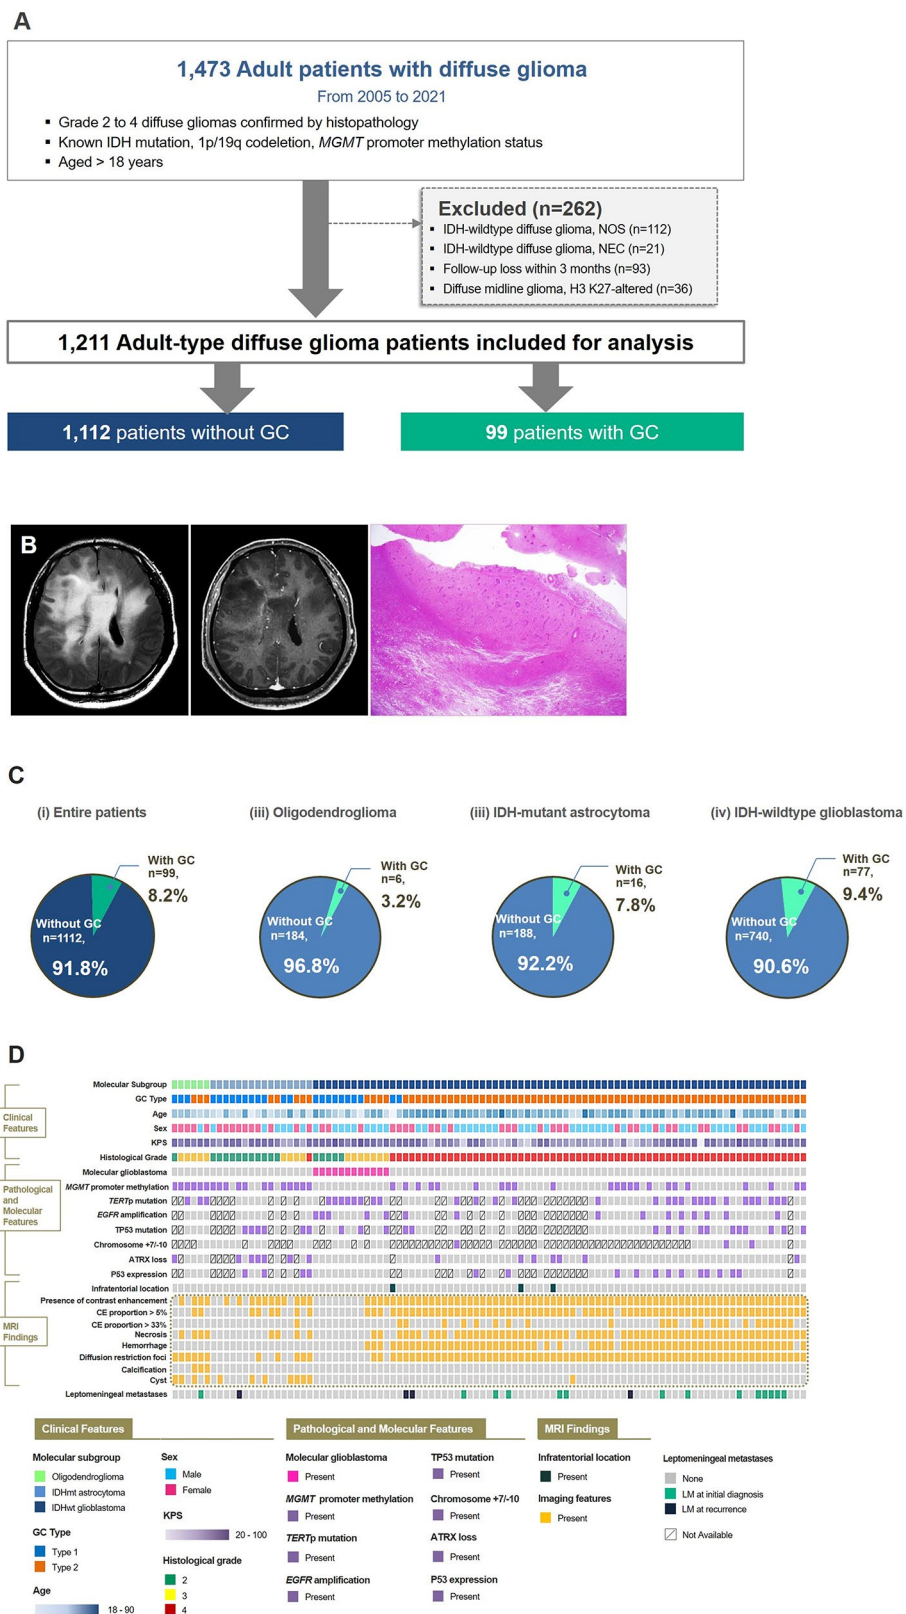 A
1,473 Adult patients with diffuse glioma
From 2005 to 2021
▪ Grade 2 to 4 diffuse gliomas confirmed by histopathology
▪ Known IDH mutation, 1p/19q codeletion, MGMT promoter methylation status
▪ Aged > 18 years
Excluded (n=262)
▪ IDH-wildtype diffuse glioma, NOS (n=112)
▪ IDH-wildtype diffuse glioma, NEC (n=21)
▪ Follow-up loss within 3 months (n=93)
▪ Diffuse midline glioma, H3 K27-altered (n=36)
1,211 Adult-type diffuse glioma patients included for analysis
1,112 patients without GC
99 patients with GC
B
C
(i) Entire patients
With GC
n=99,
8.2%
Without GC
n=1112,
91.8%
(iii) Oligodendroglioma
With GC
n=6,
3.2%
Without GC
n=184,
96.8%
(iii) IDH-mutant astrocytoma
With GC
n=16,
7.8%
Without GC
n=188,
92.2%
(iv) IDH-wildtype glioblastoma
With GC
n=77,
9.4%
Without GC
n=740,
90.6%
D
Clinical
Features
Molecular Subgroup
GC Type
Age
Sex
KPS
Histological Grade
Pathological
and
Molecular
Features
Molecular glioblastoma
MGMT promoter methylation
TERTp mutation
EGFR amplification
TP53 mutation
Chromosome +7/-10
ATRX loss
P53 expression
MRI
Findings
Infratentorial location
Presence of contrast enhancement
CE proportion > 5%
CE proportion > 33%
Necrosis
Hemorrhage
Diffusion restriction foci
Calcification
Cyst
Leptomeningeal metastases
Clinical Features
Molecular subgroup
Oligodendroglioma
IDHmt astrocytoma
IDHwt glioblastoma
GC Type
Type 1
Type 2
Age
18 - 90
Sex
Male
Female
KPS
20 - 100
Histological grade
2
3
4
Pathological and Molecular Features
Molecular glioblastoma
Present
MGMT promoter methylation
Present
TERTp mutation
Present
EGFR amplification
Present
TP53 mutation
Present
Chromosome +7/-10
Present
ATRX loss
Present
P53 expression
Present
MRI Findings
Infratentorial location
Present
Imaging features
Present
Leptomeningeal metastases
None
LM at initial diagnosis
LM at recurrence
Not Available